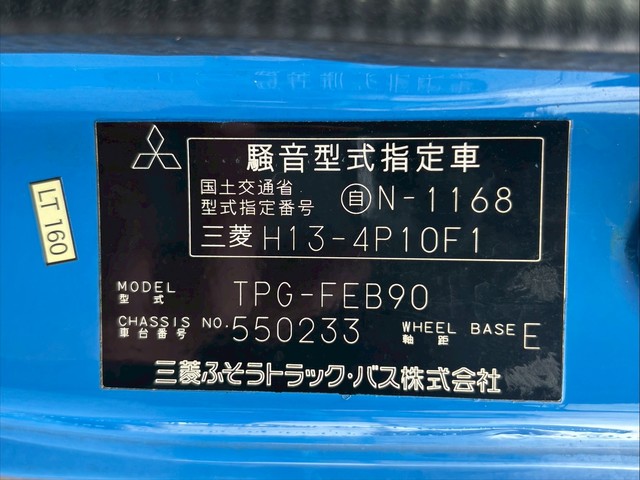 騒音型式指定車
国土交通省
型式指定番号 自N-1168
三菱 H13-4P10F1
MODEL
型式 TPG-FEB90
CHASSIS NO.
車台番号 550233 WHEEL BASE
軸距 E
三菱ふそうトラック・バス株式会社
LT 160